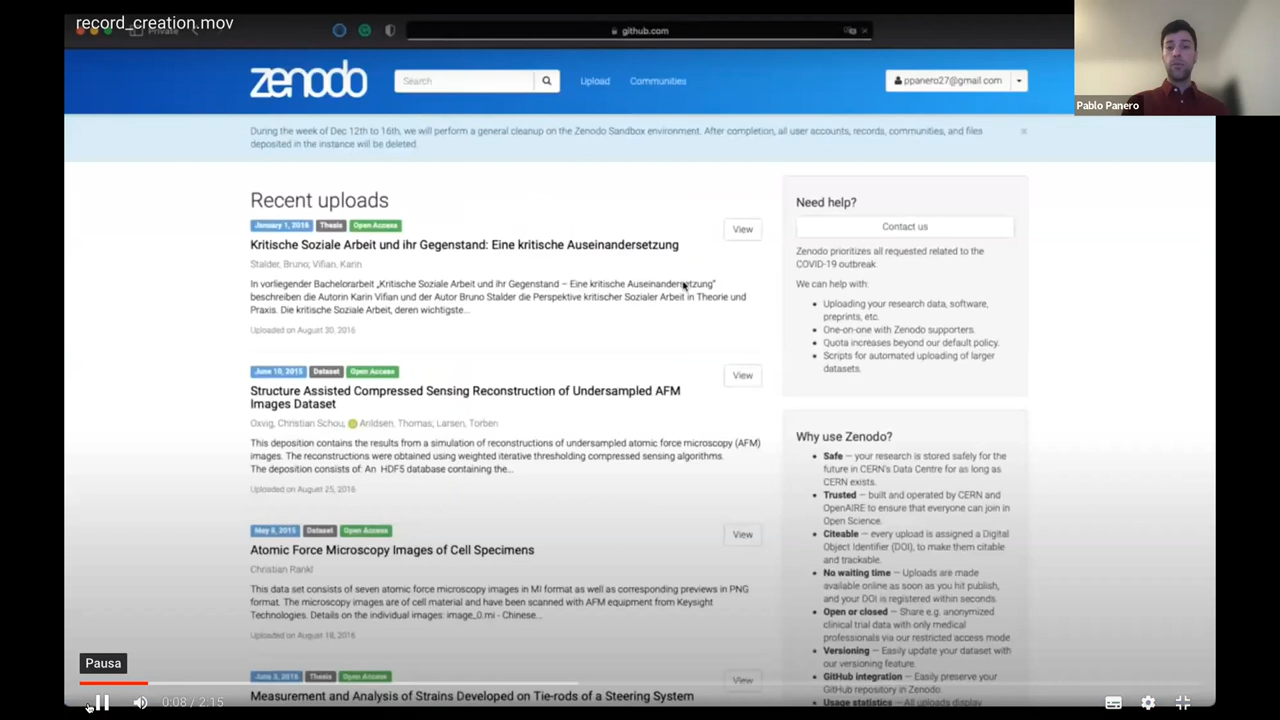 record_creation.mov
Private
github.com
Pablo Panero
zenodo
Search
Upload
Communities
ppanero27@gmail.com
During the week of Dec 12th to 16th, we will perform a general cleanup on the Zenodo Sandbox environment. After completion, all user accounts, records, communities, and files
deposited in the instance will be deleted.
Recent uploads
January 1, 2016 Thesis Open Access
View
Kritische Soziale Arbeit und ihr Gegenstand: Eine kritische Auseinandersetzung
Stalder, Bruno; Vifian, Karin
In vorliegender Bachelorarbeit „Kritische Soziale Arbeit und ihr Gegenstand – Eine kritische Auseinandersetzung"
beschreiben die Autorin Karin Vifian und der Autor Bruno Stalder die Perspektive kritischer Sozialer Arbeit in Theorie und
Praxis. Die kritische Soziale Arbeit, deren wichtigste...
Uploaded on August 30, 2016
June 10, 2015 Dataset Open Access
View
Structure Assisted Compressed Sensing Reconstruction of Undersampled AFM
Images Dataset
Oxvig, Christian Schou; Arildsen, Thomas; Larsen, Torben
This deposition contains the results from a simulation of reconstructions of undersampled atomic force microscopy (AFM)
images. The reconstructions were obtained using weighted iterative thresholding compressed sensing algorithms.
The deposition consists of: An HDF5 database containing the...
Uploaded on August 25, 2016
May 8, 2015 Dataset Open Access
View
Atomic Force Microscopy Images of Cell Specimens
Christian Rankl
This data set consists of seven atomic force microscopy images in MI format as well as corresponding previews in PNG
format. The microscopy images are of cell material and have been scanned with AFM equipment from Keysight
Technologies. Details on the individual images: image_0.mi - Chinese...
Uploaded on August 18, 2016
June 3, 2015 Thesis Open Access
View
Measurement and Analysis of Strains Developed on Tie-rods of a Steering System
Need help?
Contact us
Zenodo prioritizes all requested related to the
COVID-19 outbreak.
We can help with:
Uploading your research data, software,
preprints, etc.
One-on-one with Zenodo supporters.
Quota increases beyond our default policy.
Scripts for automated uploading of larger
datasets.
Why use Zenodo?
Safe — your research is stored safely for the
future in CERN's Data Centre for as long as
CERN exists.
Trusted — built and operated by CERN and
OpenAIRE to ensure that everyone can join in
Open Science.
Citeable — every upload is assigned a Digital
Object Identifier (DOI), to make them citable
and trackable.
No waiting time — Uploads are made
available online as soon as you hit publish,
and your DOI is registered within seconds.
Open or closed — Share e.g. anonymized
clinical trial data with only medical
professionals via our restricted access mode
Versioning — Easily update your dataset with
our versioning feature.
GitHub integration — Easily preserve your
GitHub repository in Zenodo.
Usage statistics — All uploads display
Pausa
0:08 / 2:15